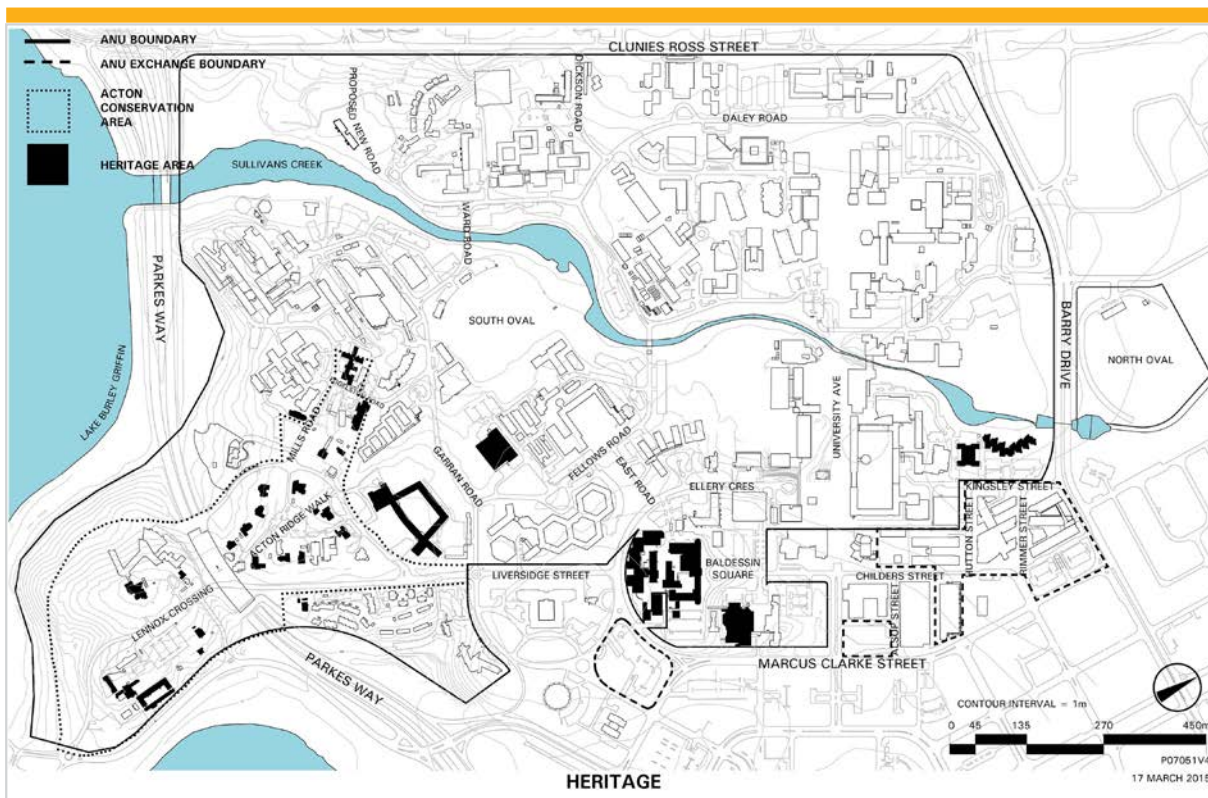 ANU BOUNDARY
ANU EXCHANGE BOUNDARY
ACTON
CONSERVATION
AREA
HERITAGE AREA
CLUNIES ROSS STREET
DICKSON ROAD
PROPOSED NEW ROAD
DALEY ROAD
SULLIVANS CREEK
WARD ROAD
PARKES WAY
LAKE BURLEY GRIFFIN
SOUTH OVAL
BARRY DRIVE
NORTH OVAL
MILLS ROAD
GARRAN ROAD
FELLOWS ROAD
EAST ROAD
UNIVERSITY AVE
ELLERY CRES
KINGSLEY STREET
HUTTON STREET
RIMMER STREET
ACTON RIDGE WALK
LIVERSIDGE STREET
BALDESSIN
SQUARE
CHILDERS STREET
ALSOP STREET
LENNOX CROSSING
PARKES WAY
MARCUS CLARKE STREET
CONTOUR INTERVAL = 1m
0 45 135 270 450m
P07051V4
17 MARCH 2015
HERITAGE